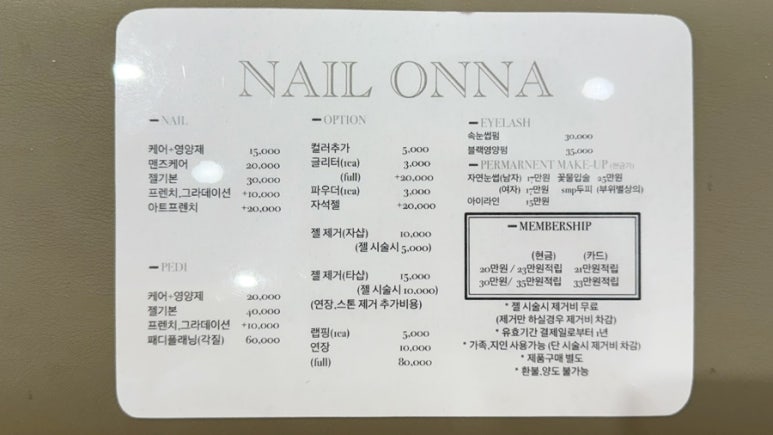 NAIL ONNA
NAIL
케어+영양제 15,000
맨즈케어 20,000
젤기본 30,000
프렌치,그라데이션 +10,000
아트프렌치 +20,000
PEDI
케어+영양제 20,000
젤기본 40,000
프렌치,그라데이션 +10,000
패디플래닝(각질) 60,000
OPTION
컬러추가 5,000
글리터(1ea) 3,000
(full) +20,000
파우더(1ea) 3,000
자석젤 +20,000
젤 제거(자샵) 10,000
(젤 시술시 5,000)
젤 제거(타샵) 15,000
(젤 시술시 10,000)
(연장,스톤 제거 추가비용)
랩핑(1ea) 5,000
연장 10,000
(full) 80,000
EYELASH
속눈썹펌 30,000
블랙영양펌 35,000
PERMARNENT MAKE-UP (현금가)
자연눈썹(남자) 17만원 꽃물입술 25만원
(여자) 17만원 smp두피 (부위별상의)
아이라인 15만원
MEMBERSHIP
(현금) (카드)
20만원 / 23만원적립 21만원적립
30만원 / 35만원적립 33만원적립
* 젤 시술시 제거비 무료
(제거만 하실경우 제거비 차감)
* 유효기간 결제일로부터 1년
* 가족,지인 사용가능 (단 시술시 제거비 차감)
* 제품구매 별도
* 환불,양도 불가능